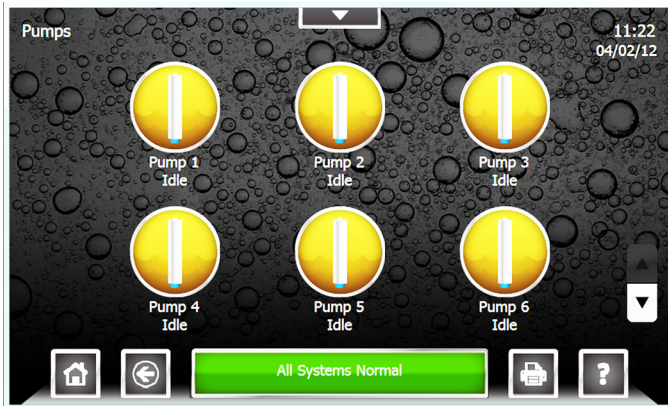 Pumps
11:22
04/02/12
Pump 1
Idle
Pump 2
Idle
Pump 3
Idle
Pump 4
Idle
Pump 5
Idle
Pump 6
Idle
All Systems Normal
?